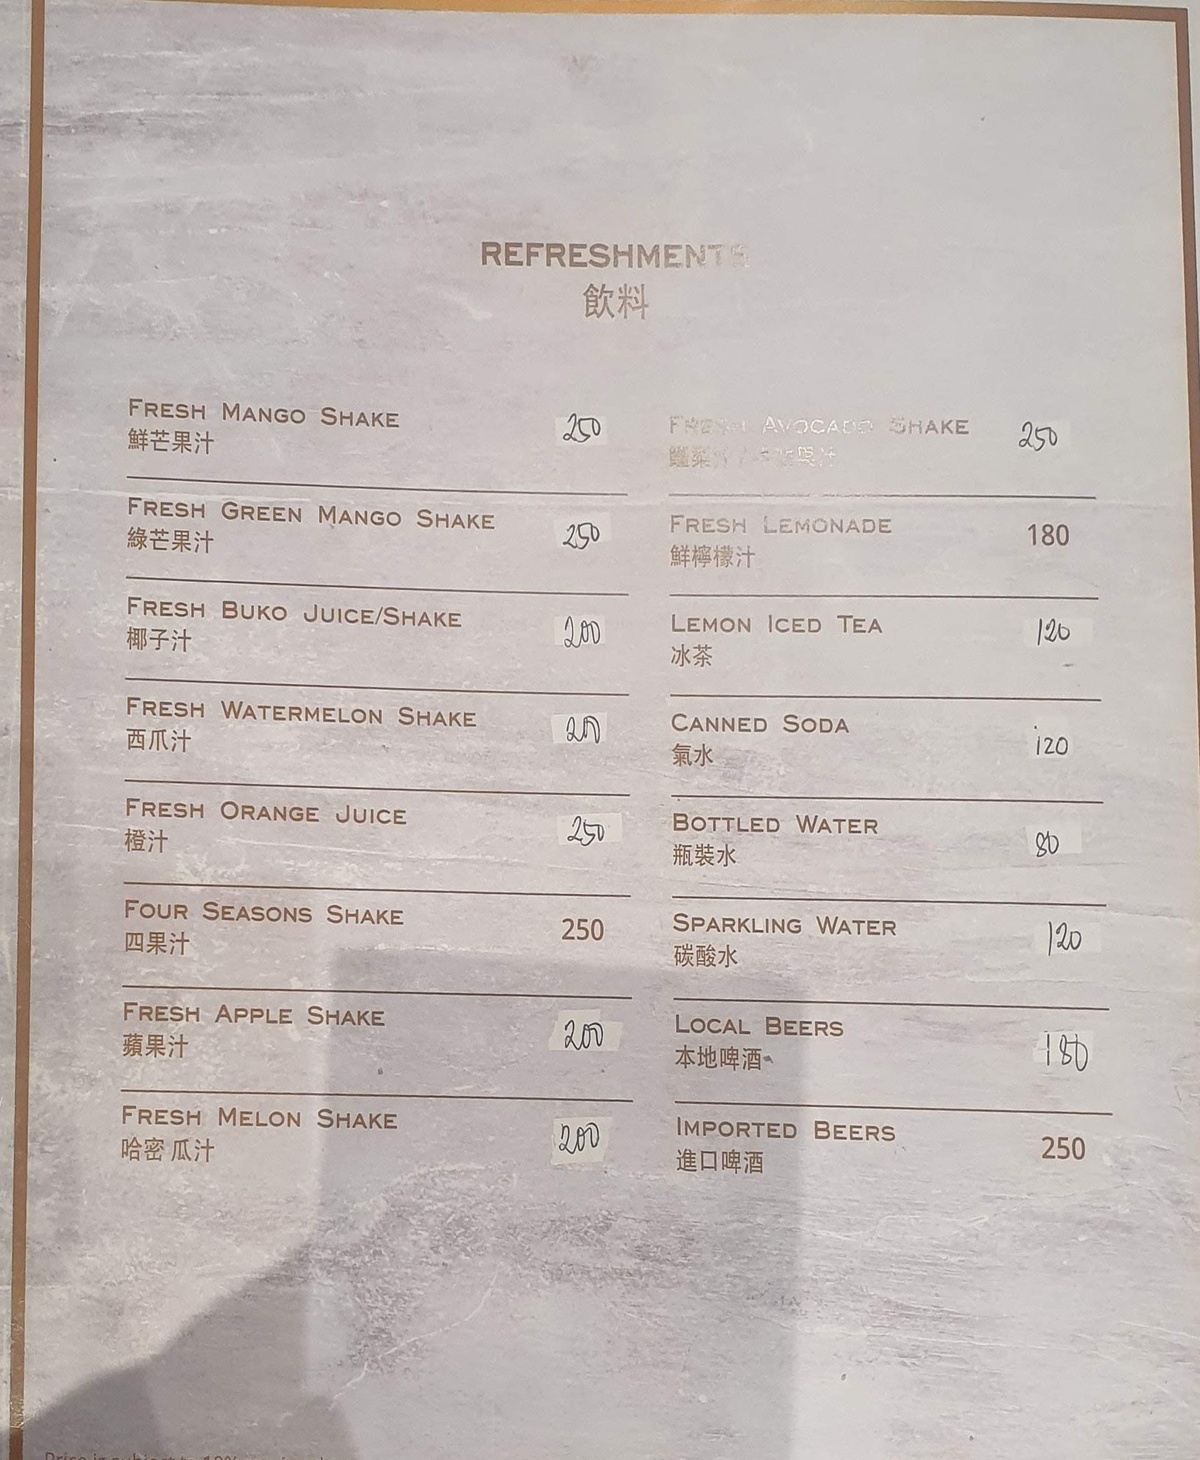 REFRESHMENTS
飲料
FRESH MANGO SHAKE 250
鮮芒果汁
FRESH GREEN MANGO SHAKE 250
綠芒果汁
FRESH BUKO JUICE/SHAKE 200
椰子汁
FRESH WATERMELON SHAKE 200
西爪汁
FRESH ORANGE JUICE 250
橙汁
FOUR SEASONS SHAKE 250
四果汁
FRESH APPLE SHAKE 200
蘋果汁
FRESH MELON SHAKE 200
哈密瓜汁
FRESH AVOCADO SHAKE 250
FRESH LEMONADE 180
鮮檸檬汁
LEMON ICED TEA 120
冰茶
CANNED SODA 120
氣水
BOTTLED WATER 80
瓶裝水
SPARKLING WATER 120
碳酸水
LOCAL BEERS 180
本地啤酒
IMPORTED BEERS 250
進口啤酒